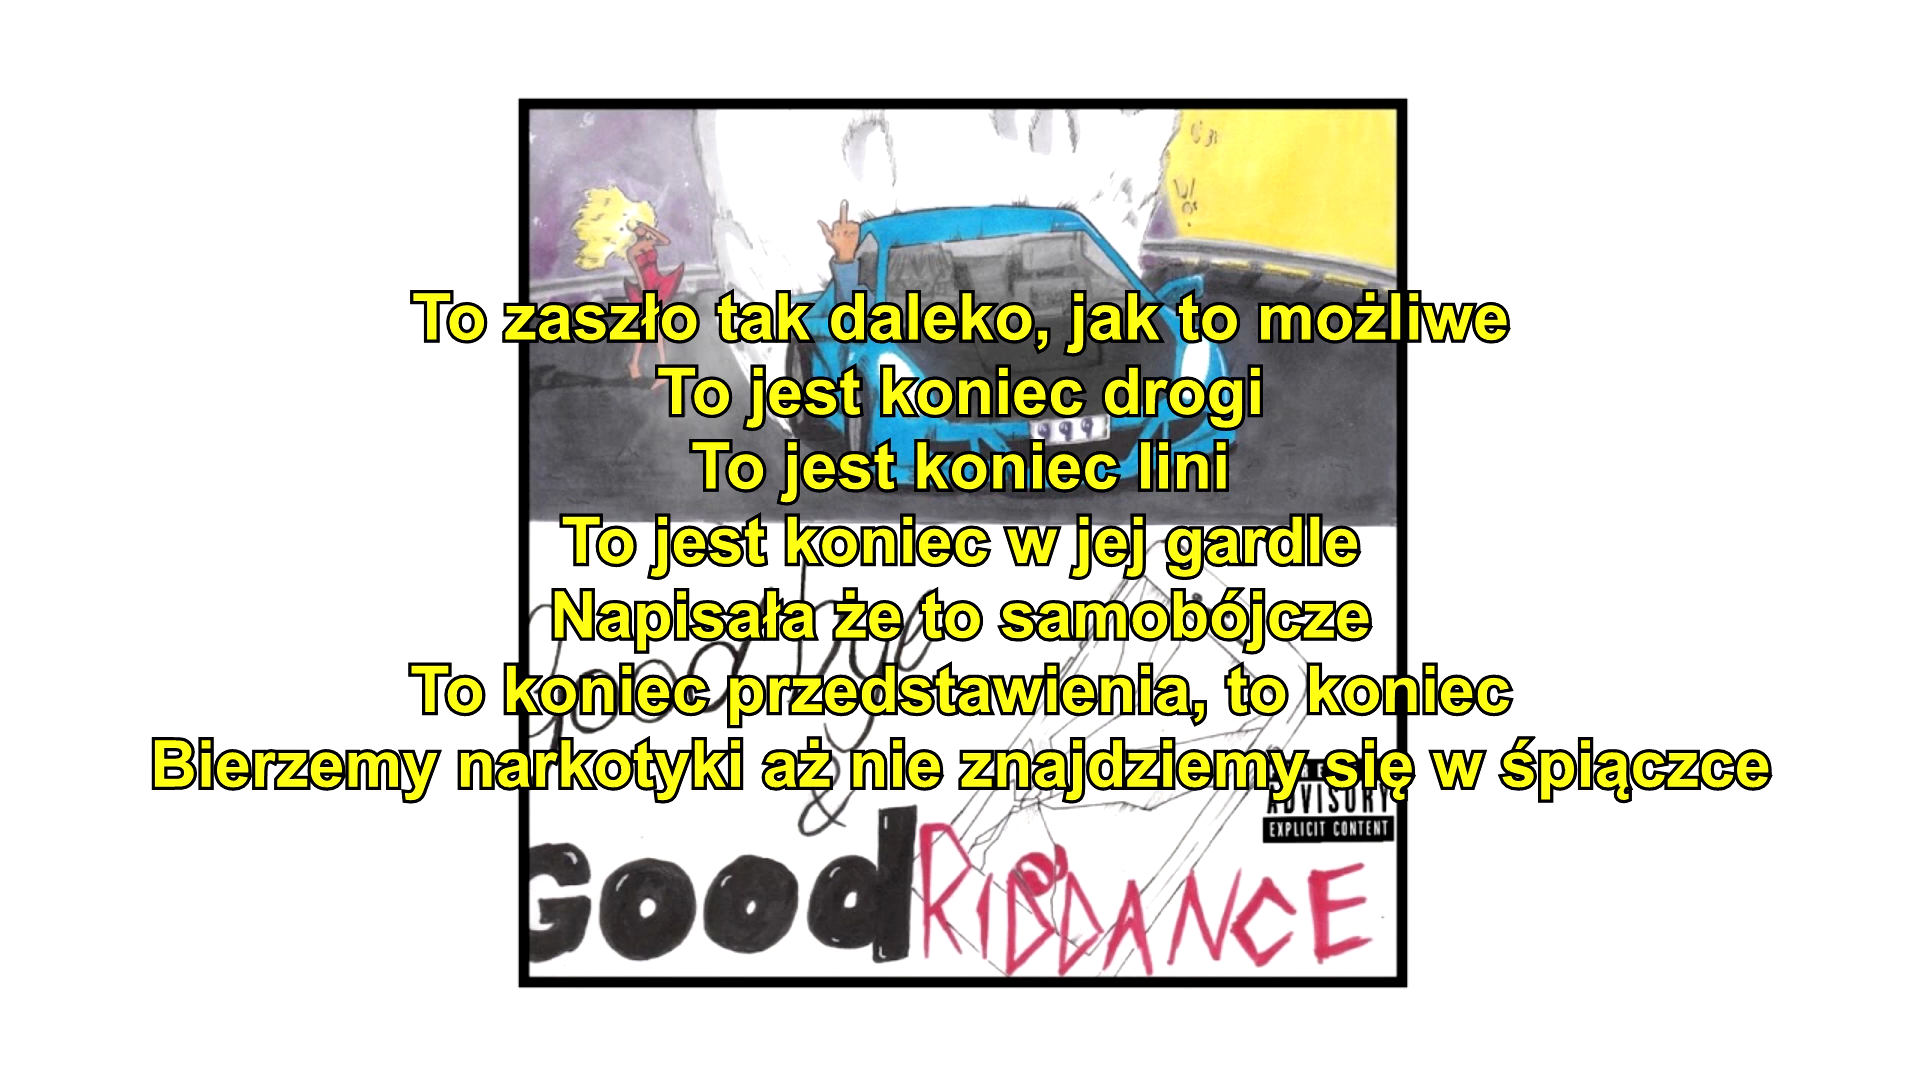 To zaszło tak daleko, jak to możliwe
To jest koniec drogi
To jest koniec lini
999
To jest koniec w jej gardle
Napisała że to samobójcze
Goodbye
To koniec przedstawienia, to koniec
Bierzemy narkotyki aż nie znajdziemy się w śpiączce
&
ADVISORY
EXPLICIT CONTENT
Good RIDDANCE